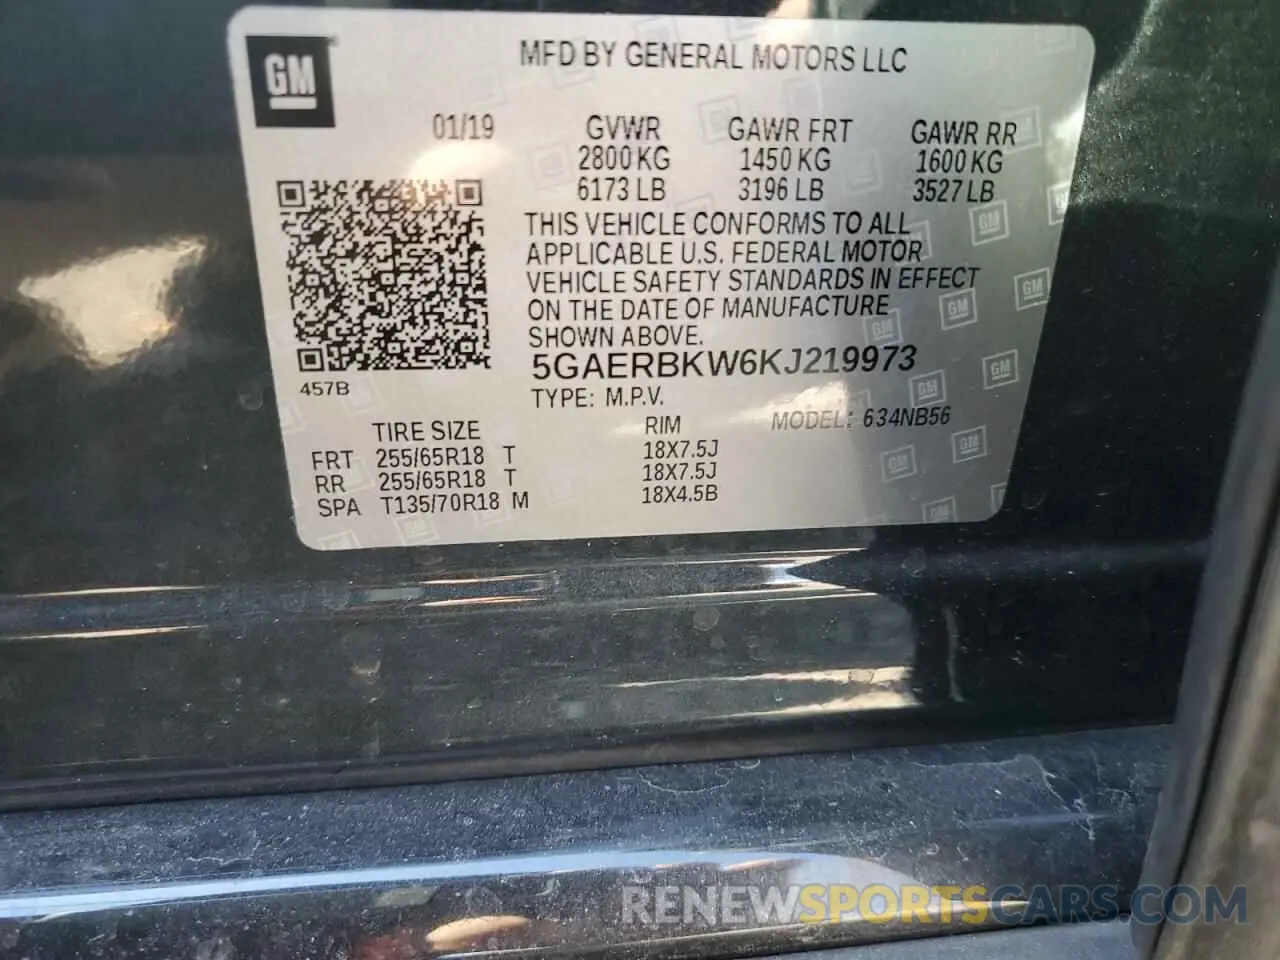 GM
MFD BY GENERAL MOTORS LLC
01/19
GVWR GAWR FRT GAWR RR
2800 KG 1450 KG 1600 KG
6173 LB 3196 LB 3527 LB
THIS VEHICLE CONFORMS TO ALL
APPLICABLE U.S. FEDERAL MOTOR
VEHICLE SAFETY STANDARDS IN EFFECT
ON THE DATE OF MANUFACTURE
SHOWN ABOVE.
5GAERBKW6KJ219973
457B
TYPE: M.P.V. MODEL: 634NB56
TIRE SIZE RIM
FRT 255/65R18 T 18X7.5J
RR 255/65R18 T 18X7.5J
SPA T135/70R18 M 18X4.5B
RENEWSPORTSCARS.COM